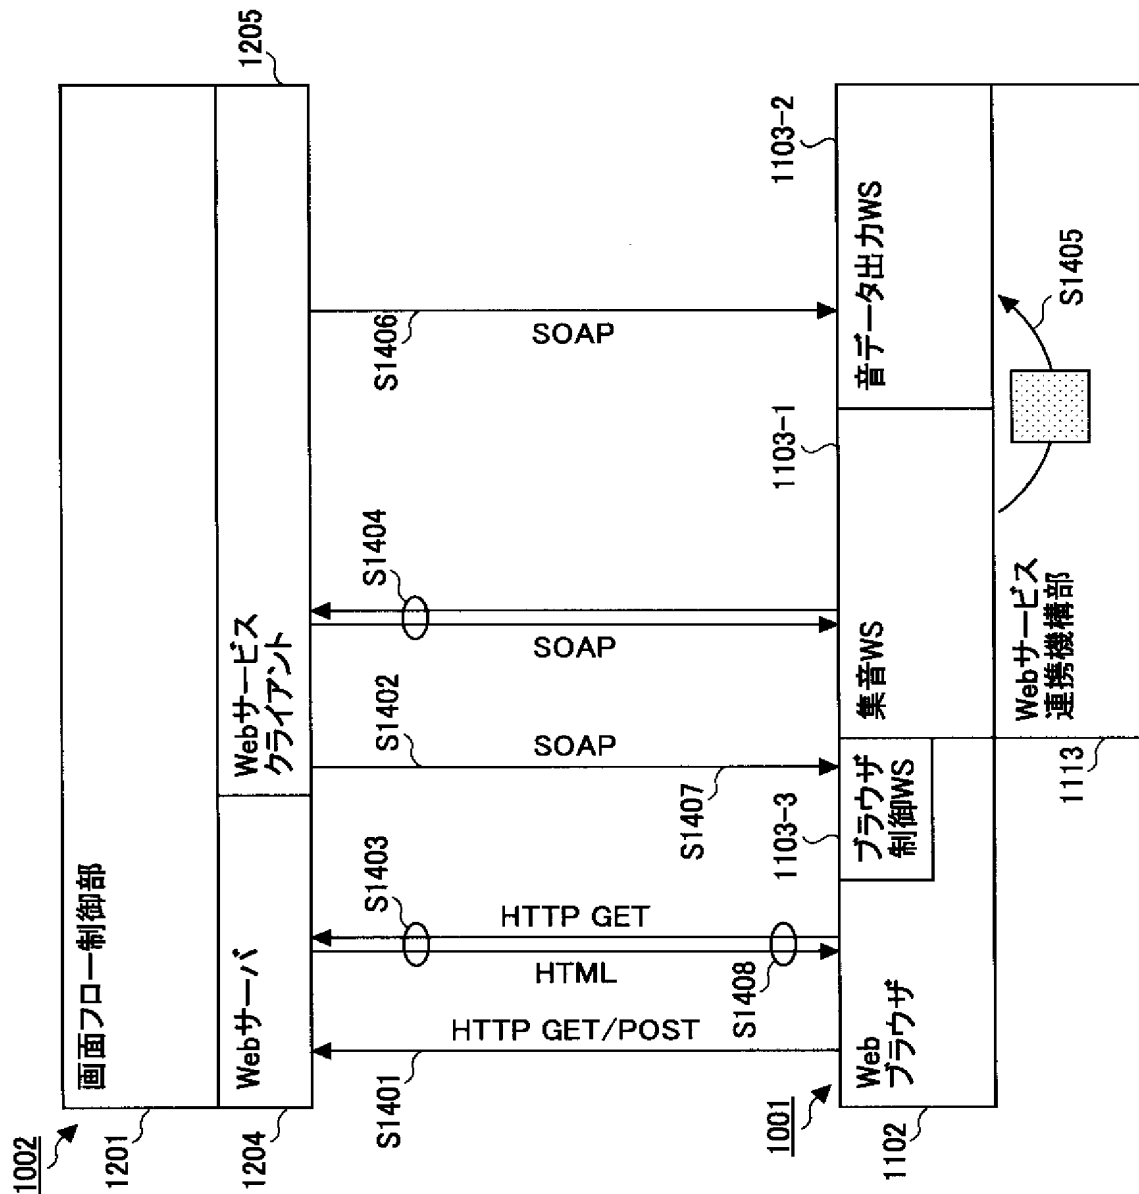 1002
1201
画面フロー制御部
1204
Webサーバ
Webサービス
クライアント
1205
S1401
HTTP GET/POST
S1403
HTTP GET
HTML
S1408
S1402
SOAP
S1407
S1404
SOAP
S1406
SOAP
1001
1102
Web
ブラウザ
1103-3
ブラウザ
制御WS
1103-1
集音WS
1103-2
音データ出力WS
1113
Webサービス
連携機構部
S1405